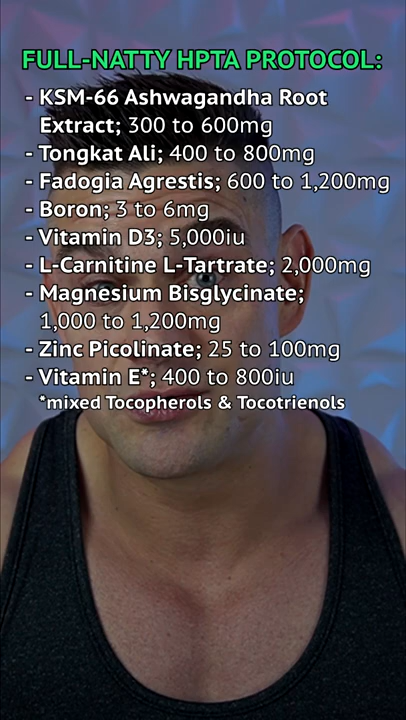 FULL-NATTY HPTA PROTOCOL:
- KSM-66 Ashwagandha Root
Extract; 300 to 600mg
- Tongkat Ali; 400 to 800mg
- Fadogia Agrestis; 600 to 1,200mg
- Boron; 3 to 6mg
- Vitamin D3; 5,000iu
- L-Carnitine L-Tartrate; 2,000mg
- Magnesium Bisglycinate;
1,000 to 1,200mg
- Zinc Picolinate; 25 to 100mg
- Vitamin E*; 400 to 800iu
*mixed Tocopherols & Tocotrienols